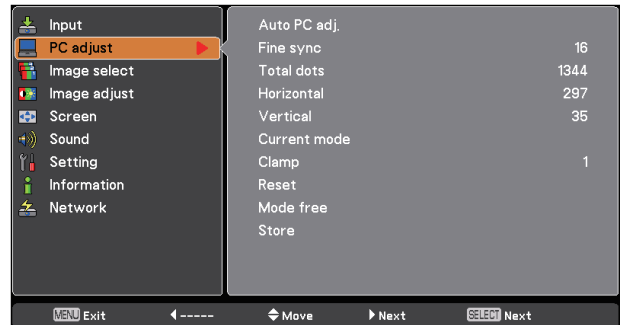 Input
PC adjust
Image select
Image adjust
Screen
Sound
Setting
Information
Network
Auto PC adj.
Fine sync 16
Total dots 1344
Horizontal 297
Vertical 35
Current mode
Clamp 1
Reset
Mode free
Store
MENU Exit ----- Move Next SELECT Next